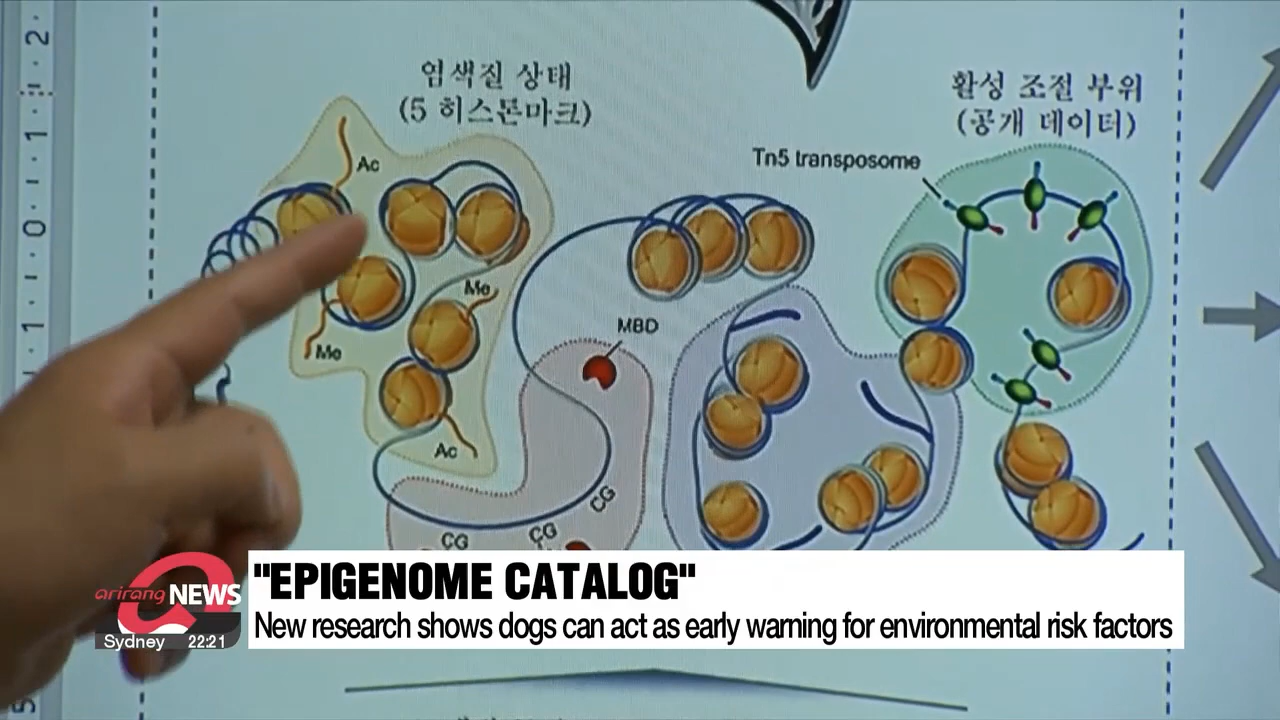 염색질 상태
(5 히스톤마크)
활성 조절 부위
(공개 데이터)
Tn5 transposome
Ac
Me
Me
Ac
MBD
CG
CG
CG
"EPIGENOME CATALOG"
New research shows dogs can act as early warning for environmental risk factors
arirang NEWS
Sydney 22:21